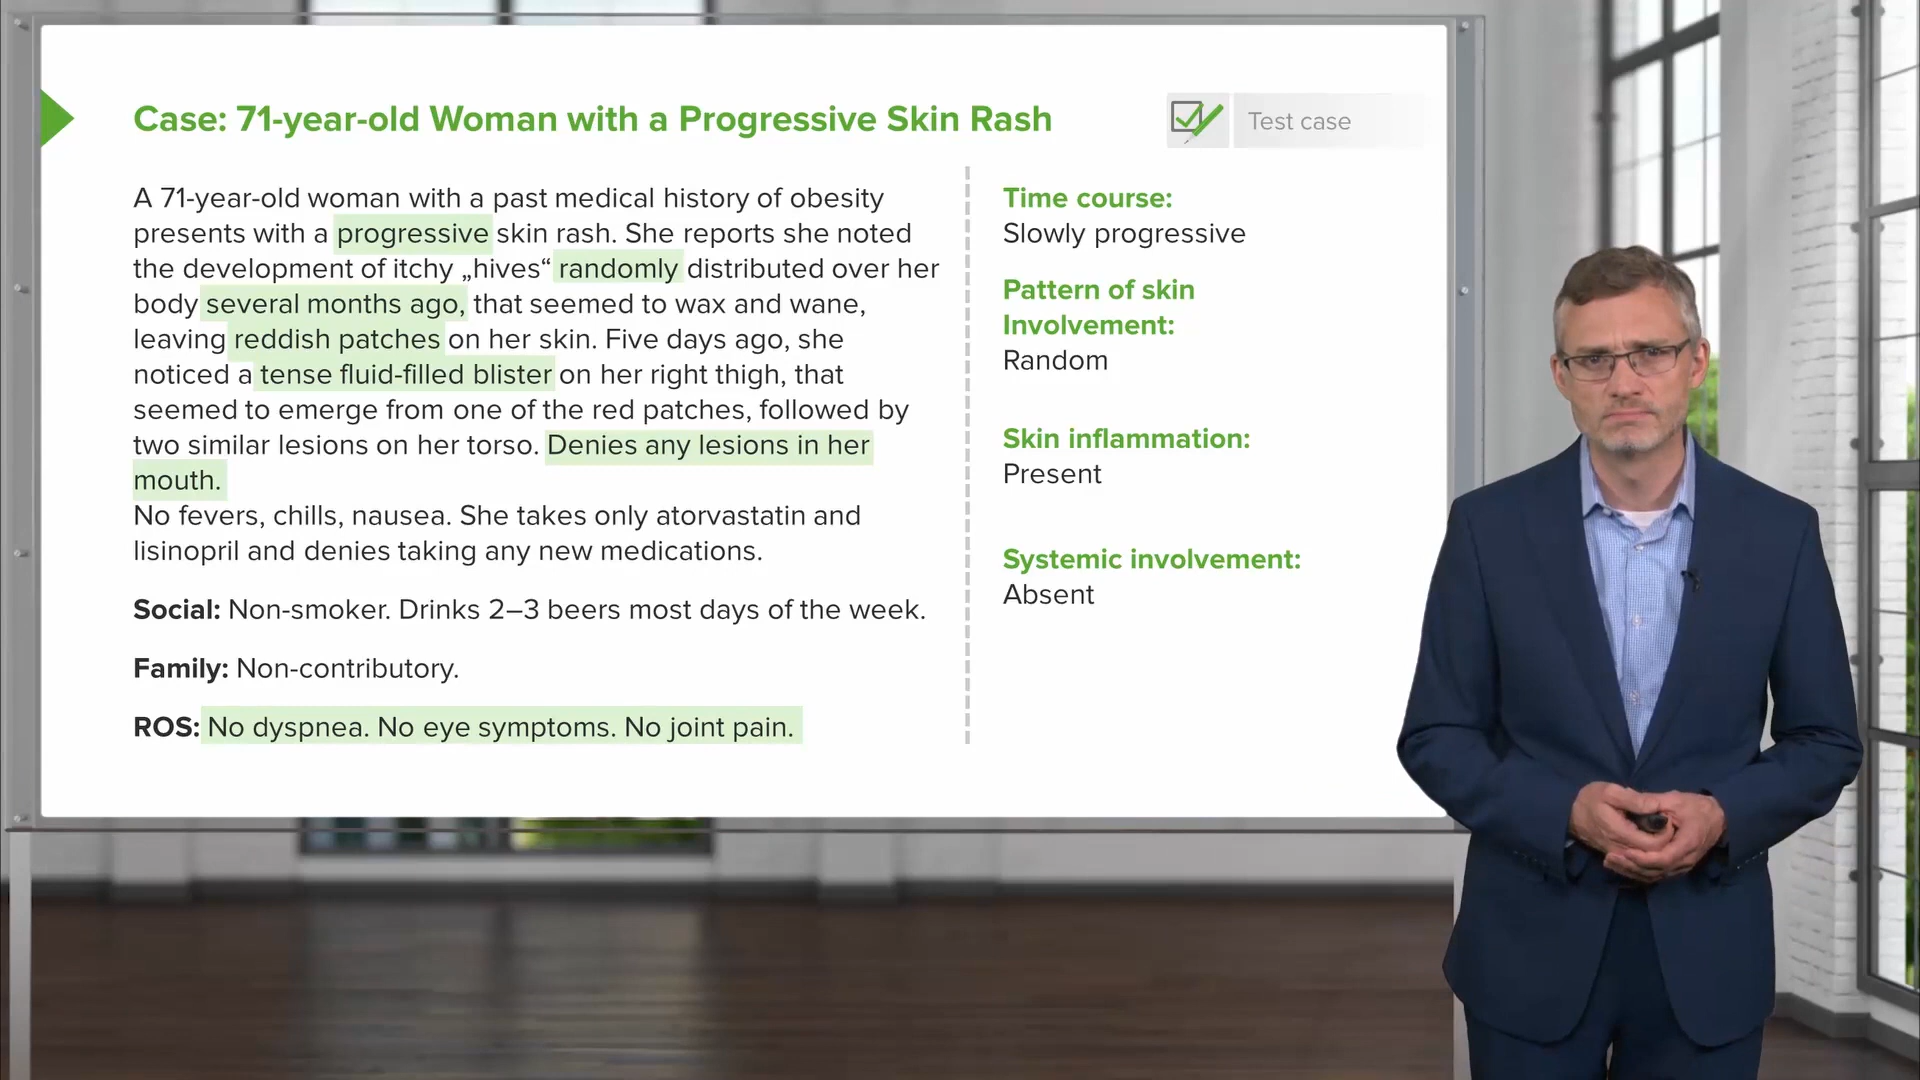 Case: 71-year-old Woman with a Progressive Skin Rash
Test case
A 71-year-old woman with a past medical history of obesity
presents with a progressive skin rash. She reports she noted
the development of itchy „hives“ randomly distributed over her
body several months ago, that seemed to wax and wane,
leaving reddish patches on her skin. Five days ago, she
noticed a tense fluid-filled blister on her right thigh, that
seemed to emerge from one of the red patches, followed by
two similar lesions on her torso. Denies any lesions in her
mouth.
No fevers, chills, nausea. She takes only atorvastatin and
lisinopril and denies taking any new medications.
Social: Non-smoker. Drinks 2–3 beers most days of the week.
Family: Non-contributory.
ROS: No dyspnea. No eye symptoms. No joint pain.
Time course:
Slowly progressive
Pattern of skin
Involvement:
Random
Skin inflammation:
Present
Systemic involvement:
Absent